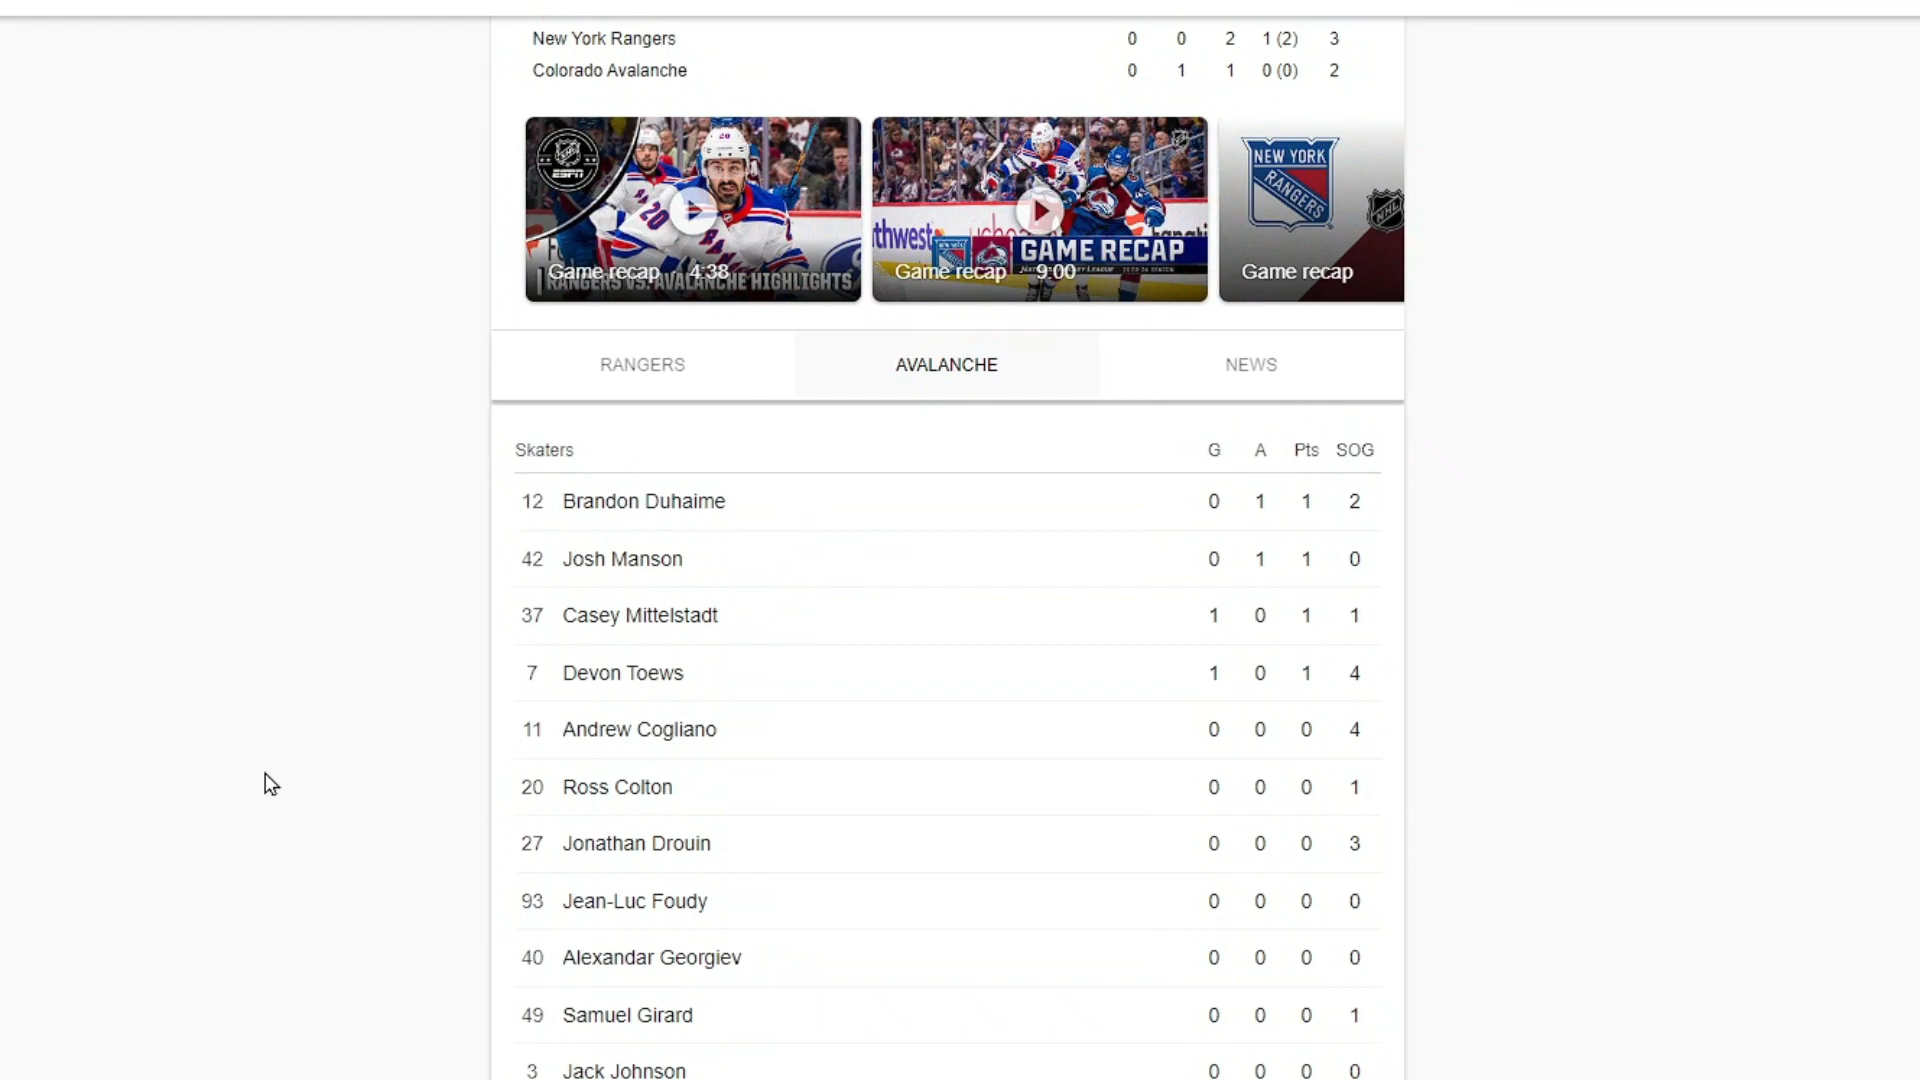 New York Rangers 0 0 2 1 (2) 3
Colorado Avalanche 0 1 1 0 (0) 2
NHL
ESPN
20
20
RANGERS VS. AVALANCHE HIGHLIGHTS
Game recap 4:38
thwest
GAME RECAP
Game recap 9:00
NEW YORK
RANGERS
NHL
Game recap
RANGERS AVALANCHE NEWS
Skaters G A Pts SOG
12 Brandon Duhaime 0 1 1 2
42 Josh Manson 0 1 1 0
37 Casey Mittelstadt 1 0 1 1
7 Devon Toews 1 0 1 4
11 Andrew Cogliano 0 0 0 4
20 Ross Colton 0 0 0 1
27 Jonathan Drouin 0 0 0 3
93 Jean-Luc Foudy 0 0 0 0
40 Alexandar Georgiev 0 0 0 0
49 Samuel Girard 0 0 0 1
3 Jack Johnson 0 0 0 0